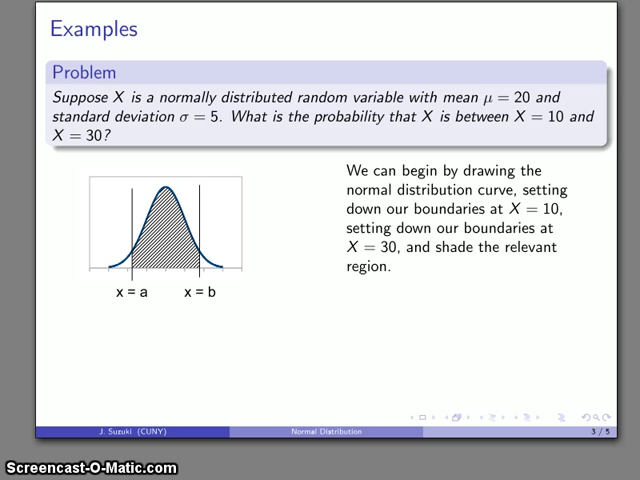 Examples
Problem
Suppose X is a normally distributed random variable with mean μ = 20 and
standard deviation σ = 5. What is the probability that X is between X = 10 and
X = 30?
We can begin by drawing the
normal distribution curve, setting
down our boundaries at X = 10,
setting down our boundaries at
X = 30, and shade the relevant
region.
x = a x = b
J. Suzuki (CUNY) Normal Distribution 3 / 5
Screencast-O-Matic.com